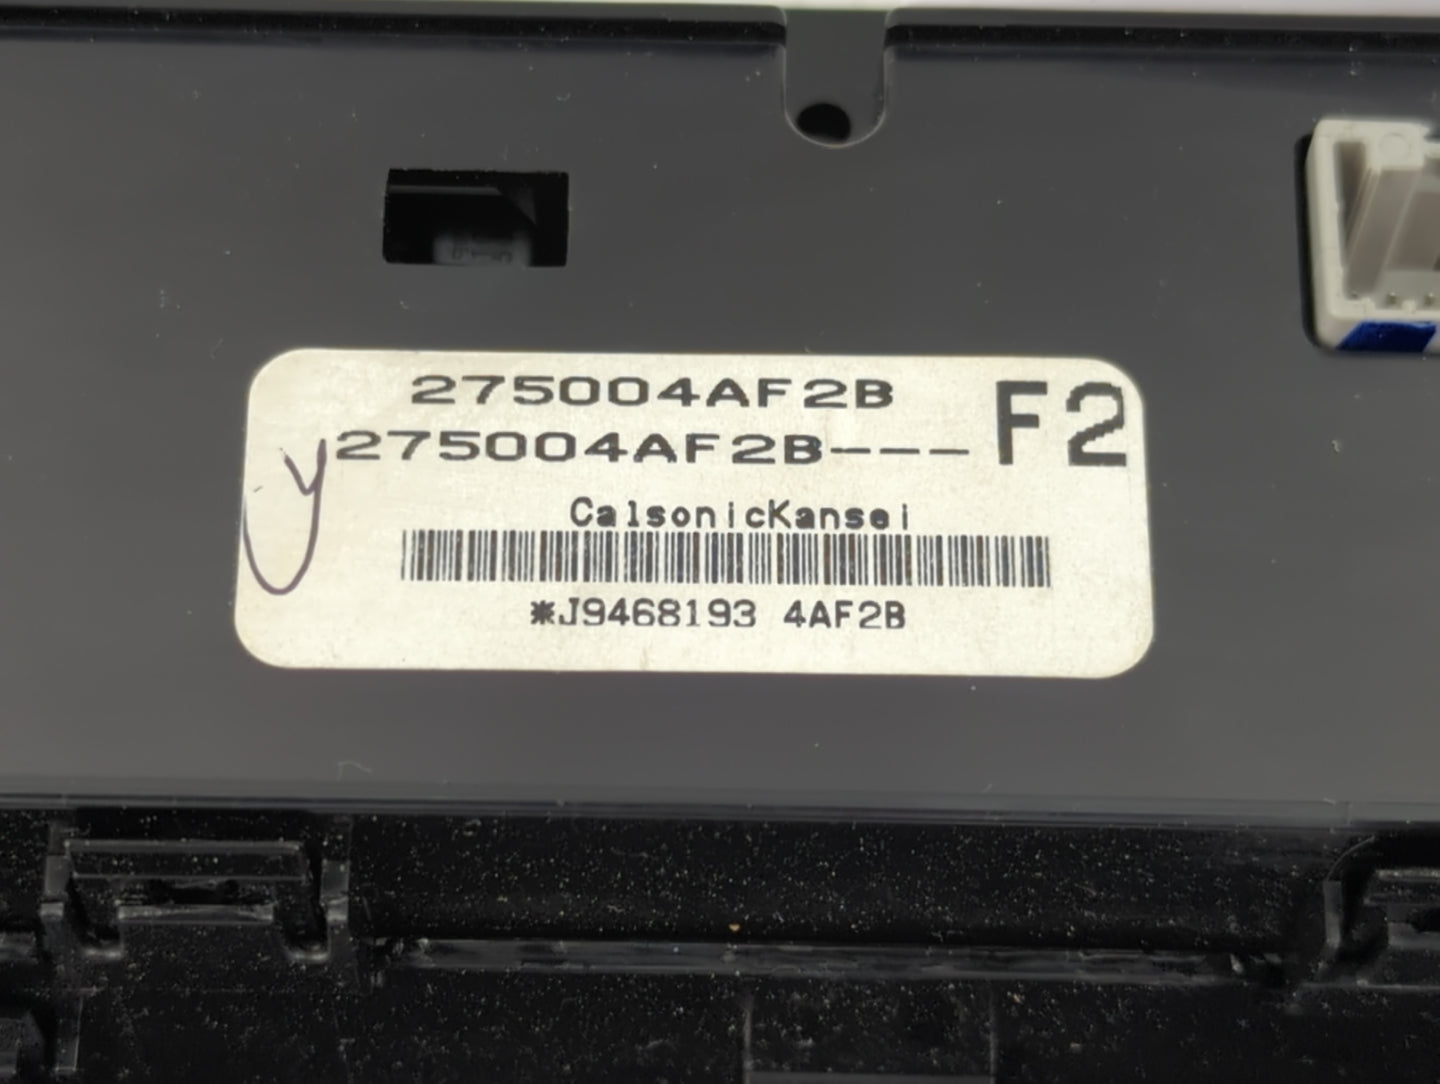 275004AF2B
F2
275004AF2B---
CalsonicKansei
*J9468193 4AF2B